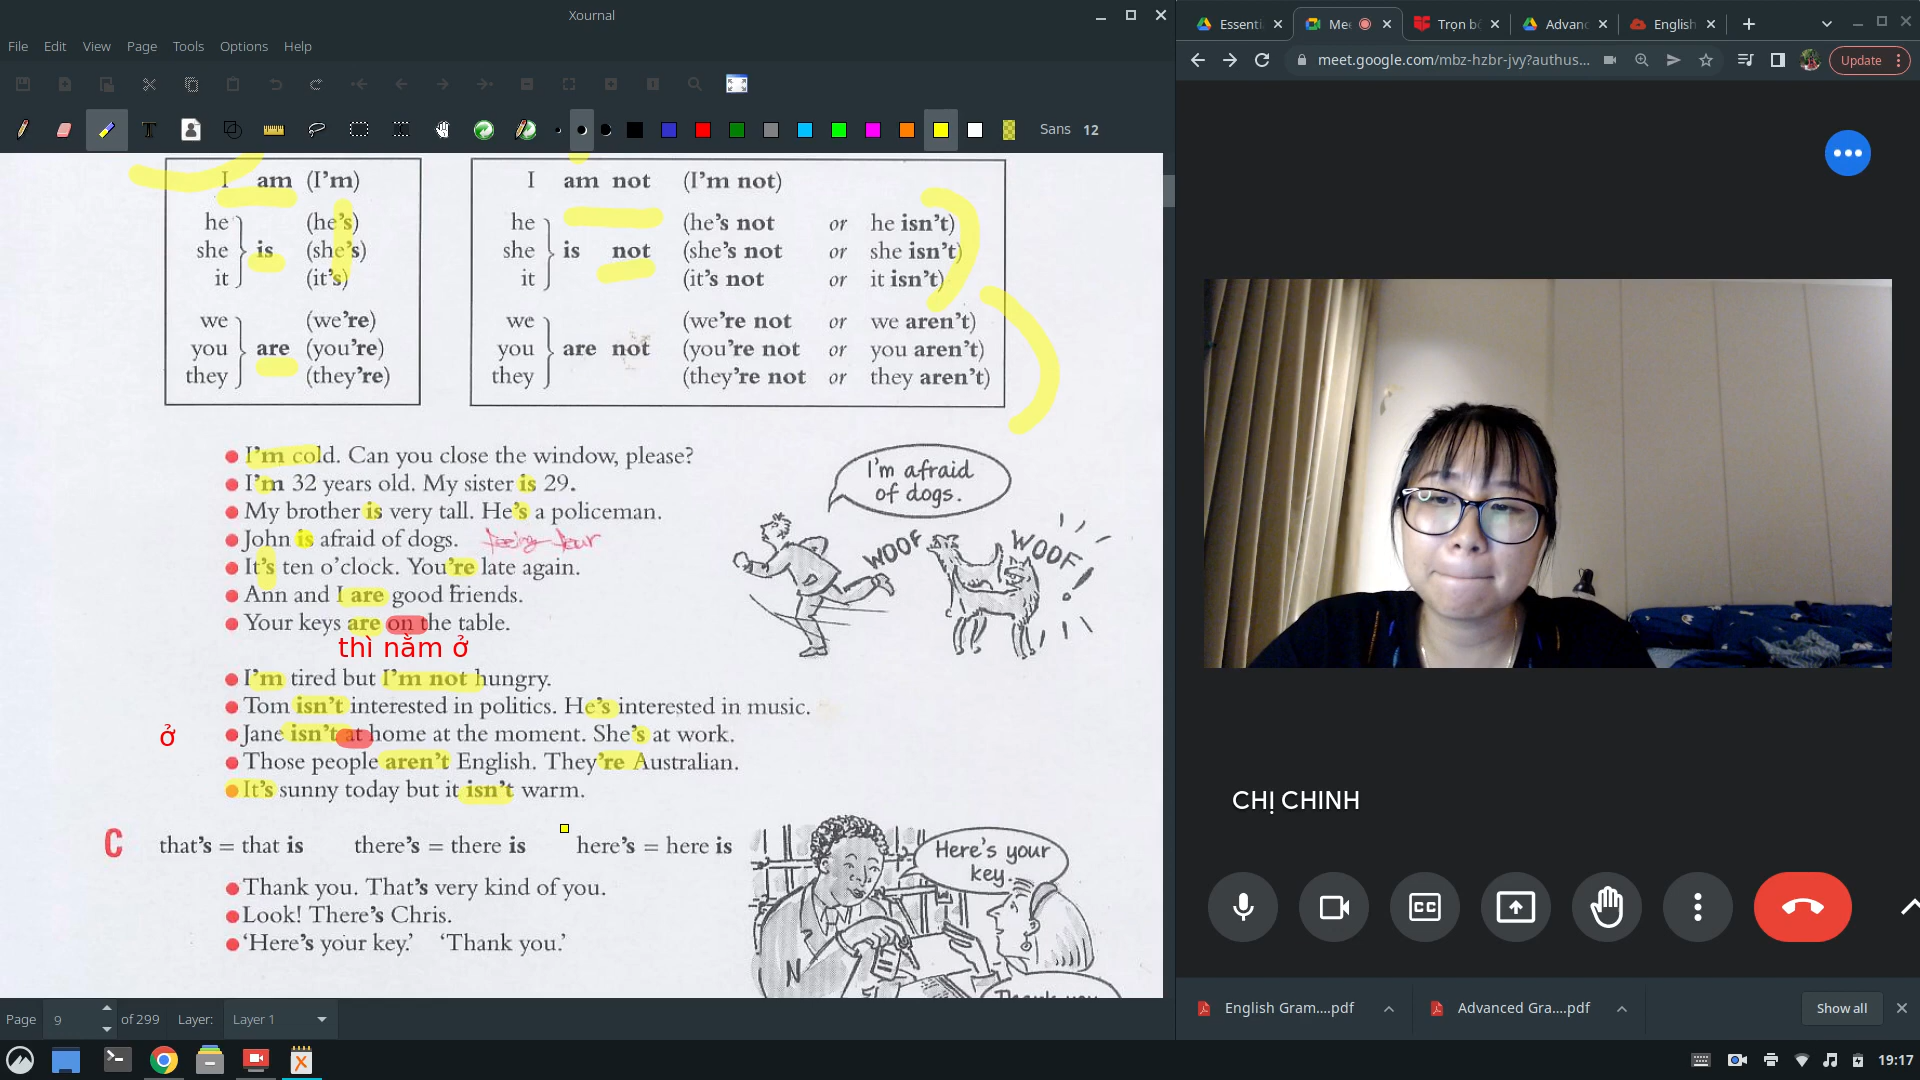 Xournal
File Edit View Page Tools Options Help
Sans 12
I am (I'm)
he (he's)
she is (she's)
it (it's)
we (we're)
you are (you're)
they (they're)
I am not (I'm not)
he (he's not or he isn't)
she is not (she's not or she isn't)
it (it's not or it isn't)
we (we're not or we aren't)
you are not (you're not or you aren't)
they (they're not or they aren't)
I'm cold. Can you close the window, please?
I'm 32 years old. My sister is 29.
My brother is very tall. He's a policeman.
John is afraid of dogs.
It's ten o'clock. You're late again.
Ann and I are good friends.
Your keys are on the table.
thì nằm ở
I'm afraid
of dogs.
WOOF
WOOF!
I'm tired but I'm not hungry.
Tom isn't interested in politics. He's interested in music.
ở
Jane isn't at home at the moment. She's at work.
Those people aren't English. They're Australian.
It's sunny today but it isn't warm.
C that's = that is there's = there is here's = here is
Thank you. That's very kind of you.
Look! There's Chris.
'Here's your key.' 'Thank you.'
Here's your
key.
Thank you
Page 9 of 299 Layer: Layer 1
Essenti Mee Trọn bộ Advanc English
meet.google.com/mbz-hzbr-jvy?authus...
Update
CHỊ CHINH
CC
English Gram....pdf
Advanced Gra....pdf
Show all
19:17